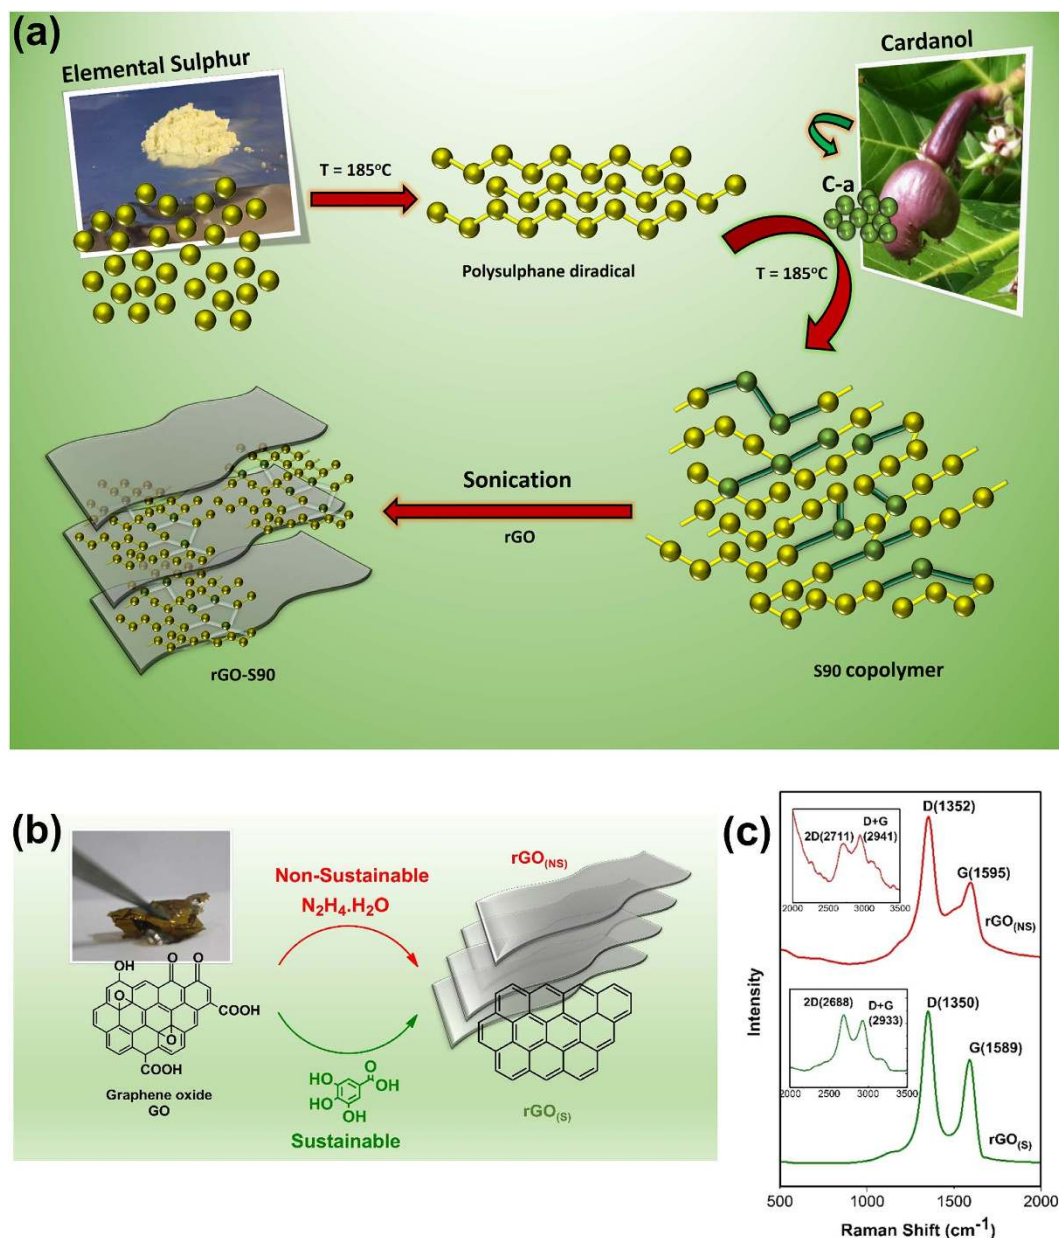 (a)
Elemental Sulphur
Cardanol
T = 185°C
C-a
Polysulphane diradical
T = 185°C
Sonication
rGO
rGO-S90
S90 copolymer
(b)
Non-Sustainable
N₂H₄.H₂O
rGO(NS)
OH
O
O
O
COOH
O
COOH
Graphene oxide
GO
O
HO
OH
HO
OH
Sustainable
rGO(S)
(c)
D(1352)
D+G
2D(2711)
(2941)
G(1595)
2000 2500 3000 3500
rGO(NS)
D(1350)
2D(2688)
D+G
(2933)
G(1589)
2000 2500 3000 3500
rGO(S)
Intensity
500 1000 1500 2000
Raman Shift (cm⁻¹)